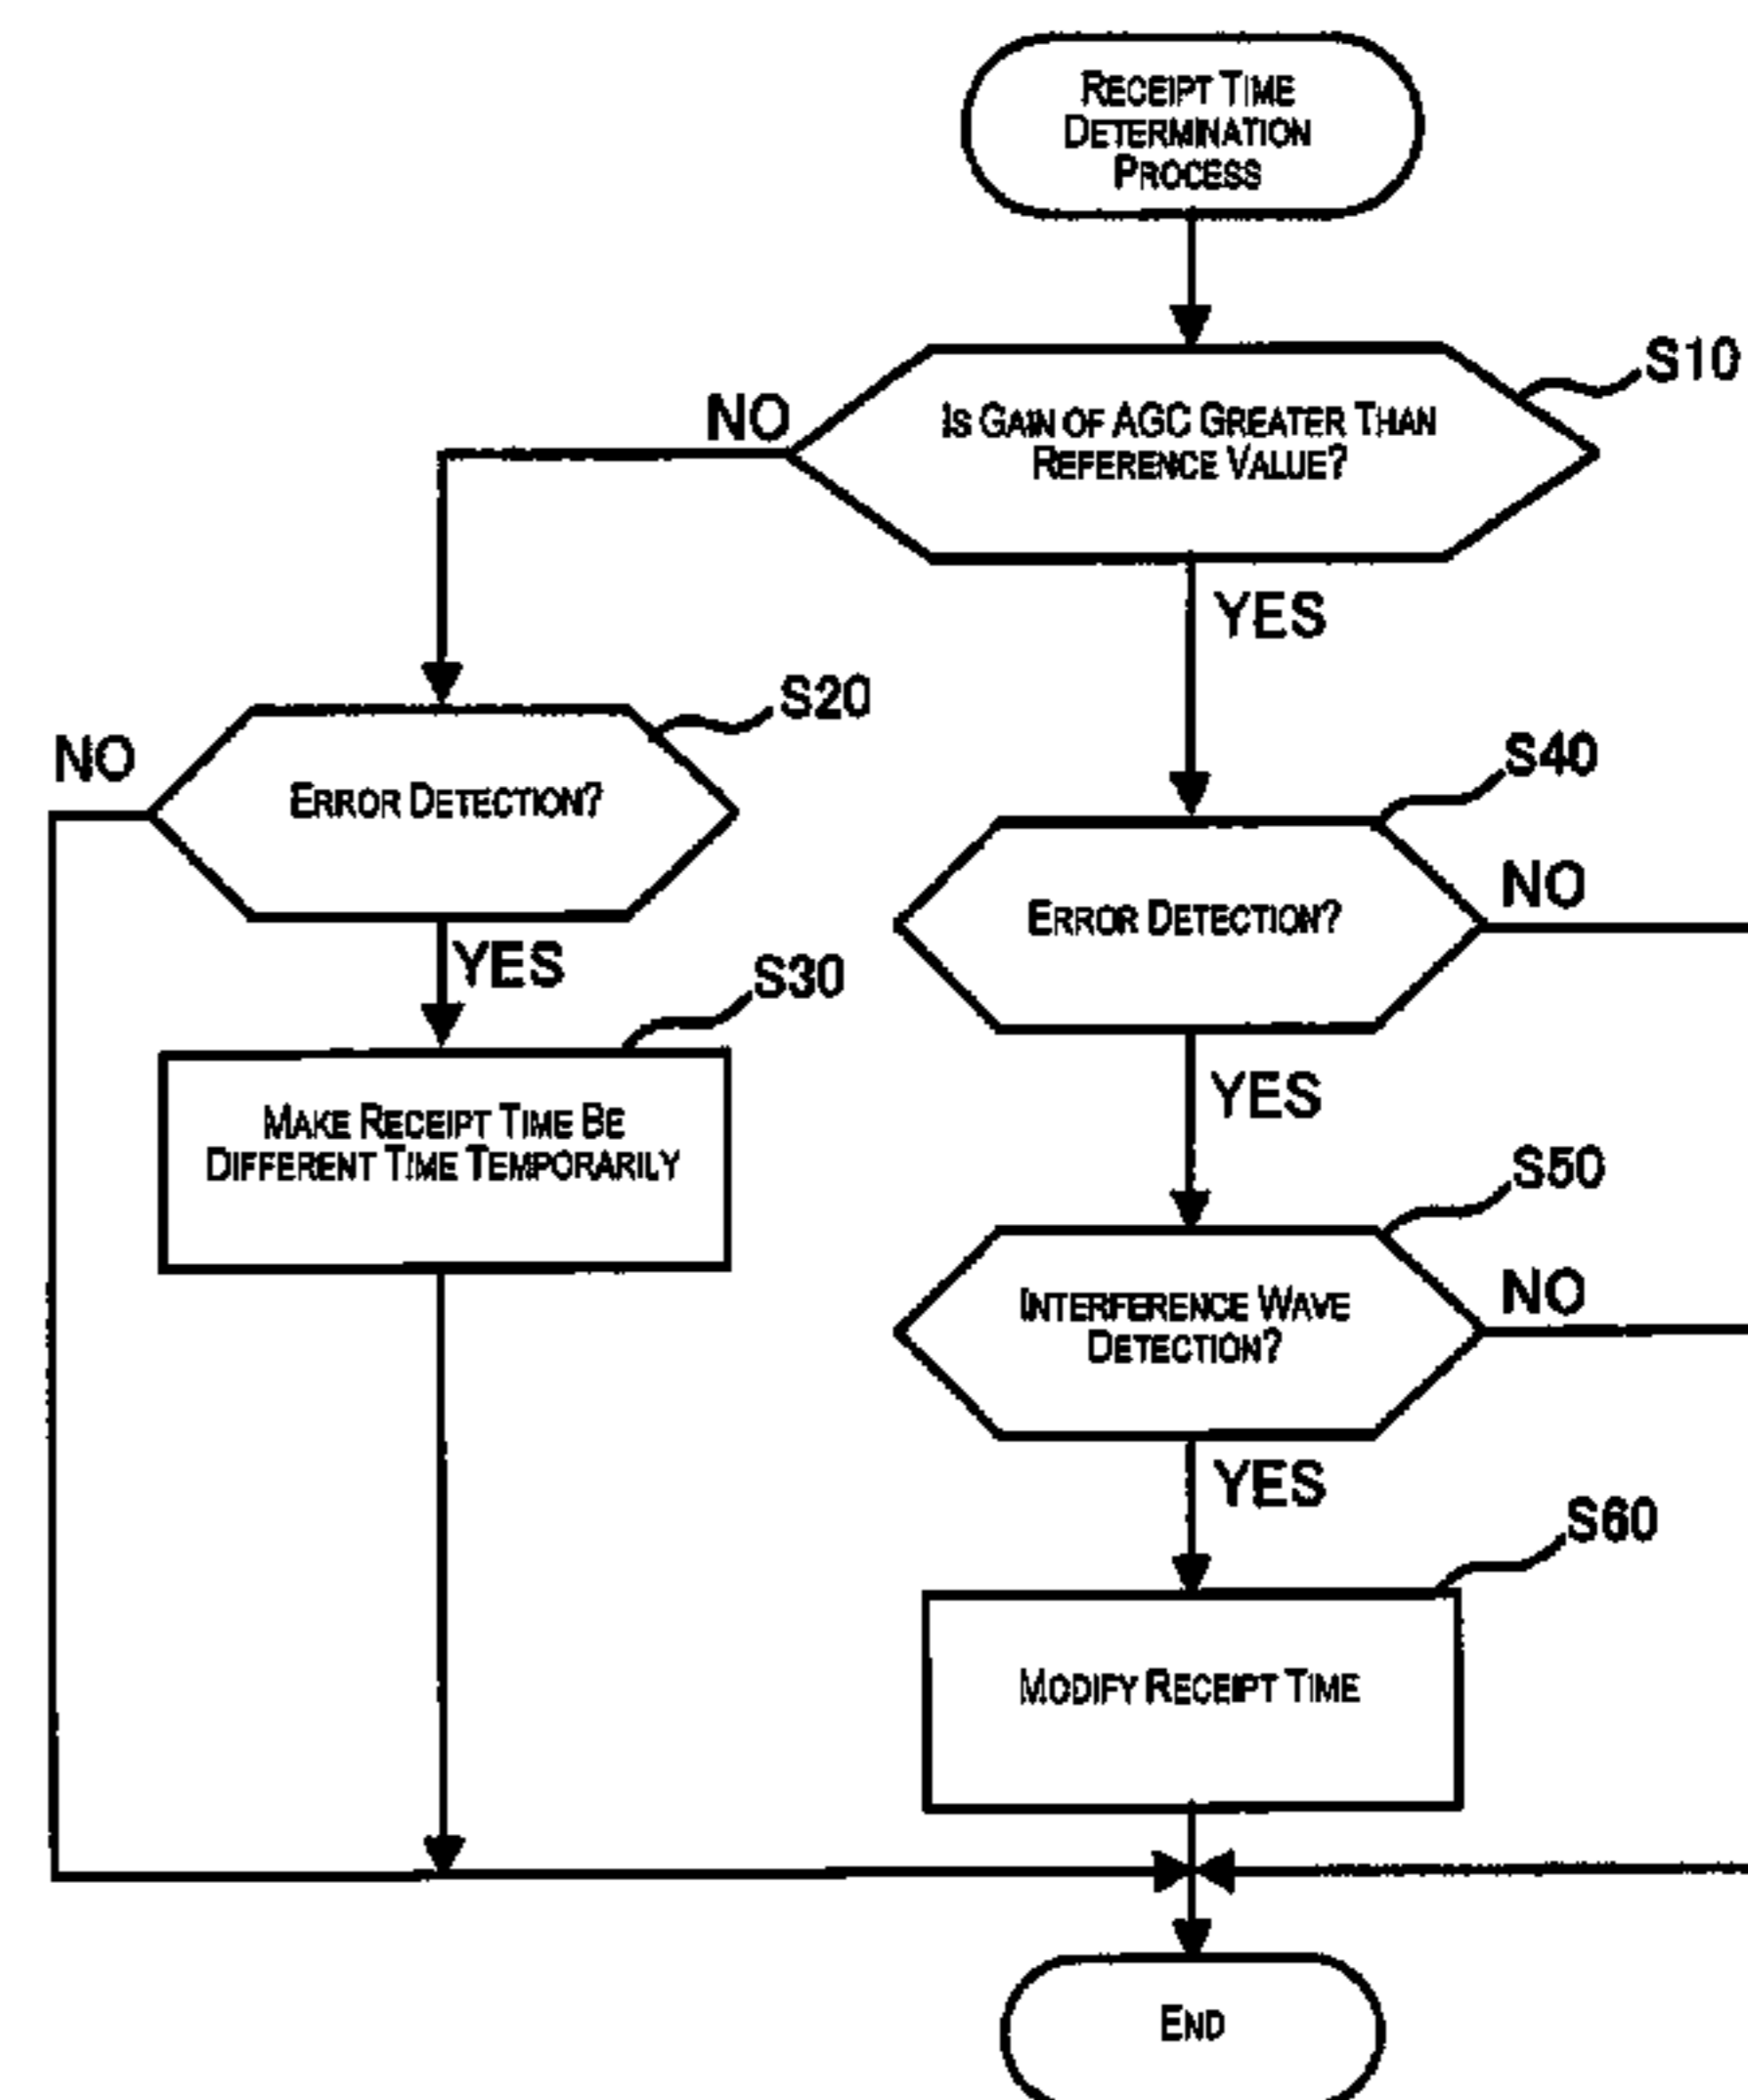 RECEIPT TIME
DETERMINATION
PROCESS
S10
NO
IS GAIN OF AGC GREATER THAN
REFERENCE VALUE?
YES
S20
NO
ERROR DETECTION?
S40
NO
ERROR DETECTION?
YES
S30
MAKE RECEIPT TIME BE
DIFFERENT TIME TEMPORARILY
YES
S50
NO
INTERFERENCE WAVE
DETECTION?
YES
S60
MODIFY RECEIPT TIME
END